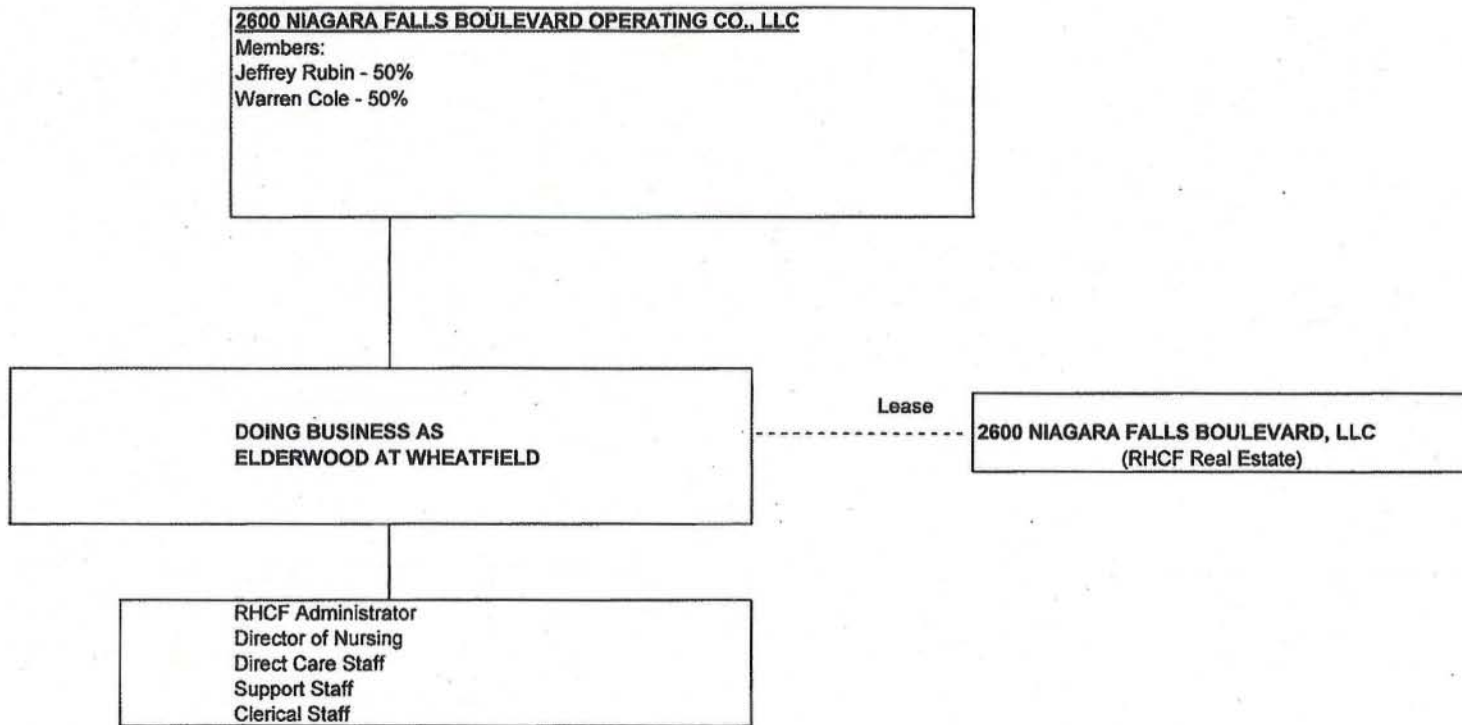 2600 NIAGARA FALLS BOULEVARD OPERATING CO., LLC
Members:
Jeffrey Rubin - 50%
Warren Cole - 50%
DOING BUSINESS AS
ELDERWOOD AT WHEATFIELD
Lease
2600 NIAGARA FALLS BOULEVARD, LLC
(RHCF Real Estate)
RHCF Administrator
Director of Nursing
Direct Care Staff
Support Staff
Clerical Staff